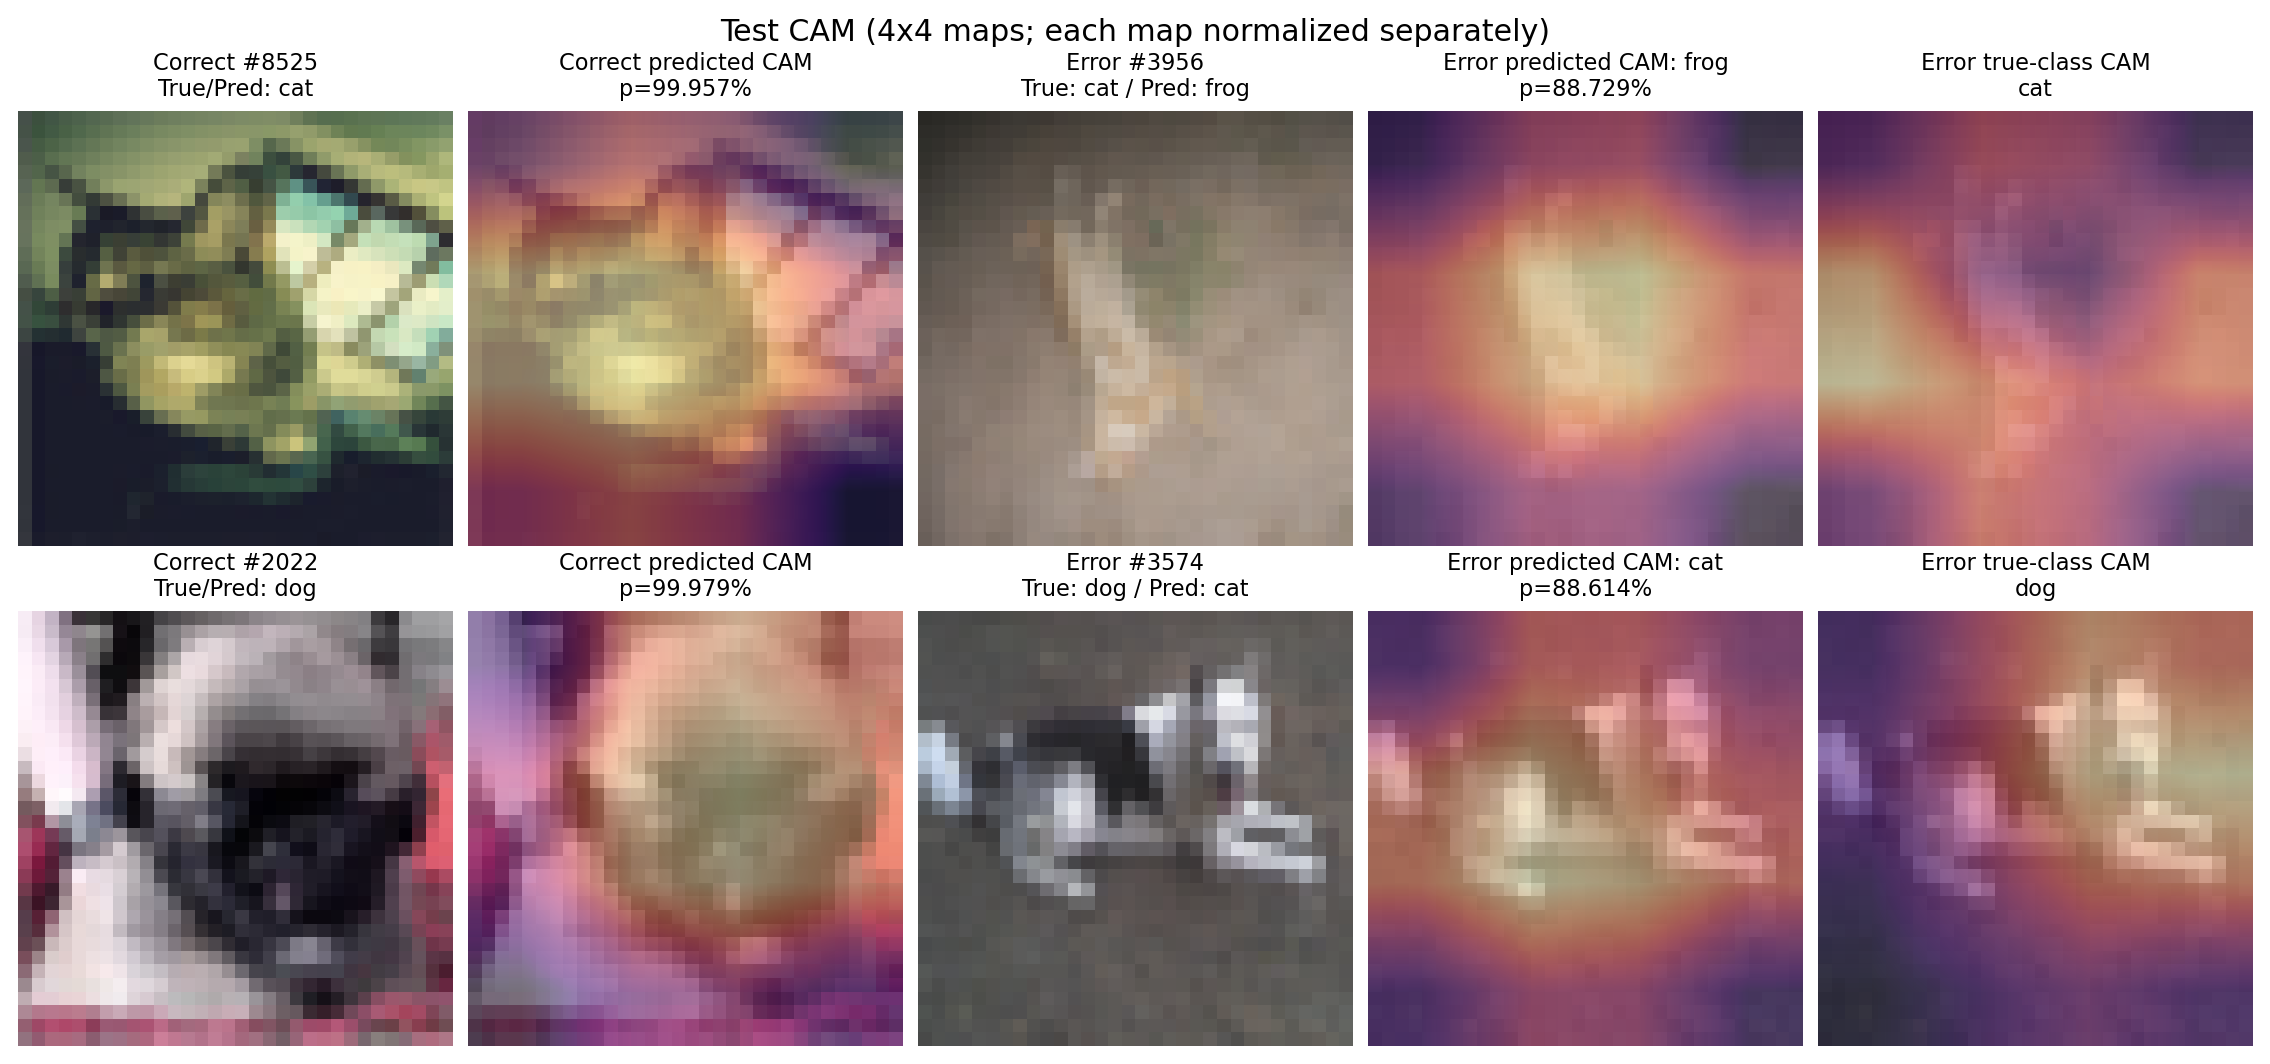 Test CAM (4x4 maps; each map normalized separately)
Correct #8525
True/Pred: cat
Correct predicted CAM
p=99.957%
Error #3956
True: cat / Pred: frog
Error predicted CAM: frog
p=88.729%
Error true-class CAM
cat
Correct #2022
True/Pred: dog
Correct predicted CAM
p=99.979%
Error #3574
True: dog / Pred: cat
Error predicted CAM: cat
p=88.614%
Error true-class CAM
dog